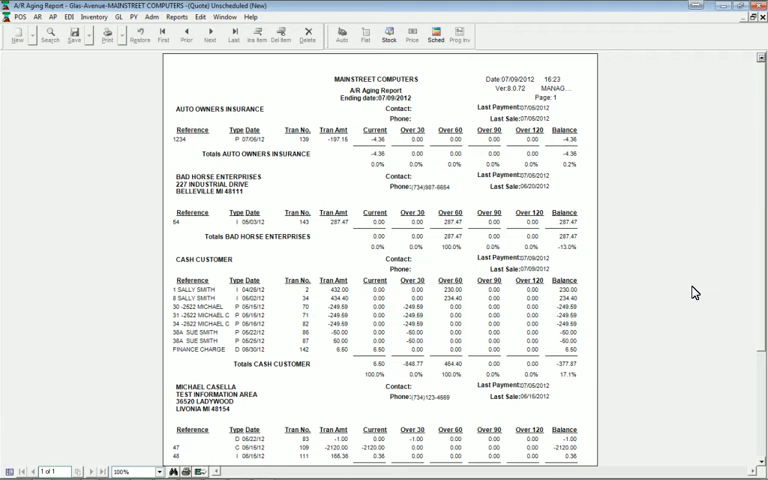 A/R Aging Report - Glas-Avenue-MAINSTREET COMPUTERS -(Quote) Unscheduled (New)
POS AR AP EDI Inventory GL PY Adm Reports Edit Window Help
New Search Save Print Restore First Prior Next Last Ins Item Del Item Delete Auto Flat Stock Price Sched Prog Inv
MAINSTREET COMPUTERS Date:07/09/2012 16:23
A/R Aging Report Ver:8.0.72 MANAG...
Ending date:07/09/2012 Page: 1
AUTO OWNERS INSURANCE Contact: Last Payment:07/05/2012
Phone: Last Sale:07/05/2012
Reference Type Date Tran No. Tran Amt Current Over 30 Over 60 Over 90 Over 120 Balance
1234 P 07/06/12 139 -197.16 -4.36 0.00 0.00 0.00 0.00 -4.36
Totals AUTO OWNERS INSURANCE -4.36 0.00 0.00 0.00 0.00 -4.36
0.0% 0.0% 0.0% 0.0% 0.0% 0.2%
BAD HORSE ENTERPRISES Contact: Last Payment:07/05/2012
227 INDUSTRIAL DRIVE Phone:(734)987-6654 Last Sale:06/20/2012
BELLEVILLE MI 48111
Reference Type Date Tran No. Tran Amt Current Over 30 Over 60 Over 90 Over 120 Balance
54 I 05/03/12 143 287.47 0.00 0.00 287.47 0.00 0.00 287.47
Totals BAD HORSE ENTERPRISES 0.00 0.00 287.47 0.00 0.00 287.47
0.0% 0.0% 100.0% 0.0% 0.0% -13.0%
CASH CUSTOMER Contact: Last Payment:07/09/2012
Phone: Last Sale:07/09/2012
Reference Type Date Tran No. Tran Amt Current Over 30 Over 60 Over 90 Over 120 Balance
1 SALLY SMITH I 04/26/12 2 432.00 0.00 0.00 230.00 0.00 0.00 230.00
8 SALLY SMITH I 06/02/12 34 434.40 0.00 0.00 234.40 0.00 0.00 234.40
30 -2522 MICHAEL P 05/15/12 70 -249.59 0.00 -249.59 0.00 0.00 0.00 -249.59
31 -2522 MICHAEL C P 05/15/12 71 -249.59 0.00 -249.59 0.00 0.00 0.00 -249.59
34 -2522 MICHAEL C P 05/16/12 82 -249.59 0.00 -249.59 0.00 0.00 0.00 -249.59
38A SUE SMITH P 05/22/12 86 -50.00 0.00 -50.00 0.00 0.00 0.00 -50.00
38A SUE SMITH P 05/25/12 87 50.00 0.00 -50.00 0.00 0.00 0.00 -50.00
FINANCE CHARGE D 06/30/12 142 6.50 6.50 0.00 0.00 0.00 0.00 6.50
Totals CASH CUSTOMER 6.50 -848.77 464.40 0.00 0.00 -377.87
100.0% 0.0% 0.0% 0.0% 0.0% 17.1%
MICHAEL CASELLA Contact: Last Payment:07/05/2012
TEST INFORMATION AREA Phone:(734)123-4569 Last Sale:06/16/2012
36520 LADYWOOD
LIVONIA MI 48154
Reference Type Date Tran No. Tran Amt Current Over 30 Over 60 Over 90 Over 120 Balance
D 05/22/12 83 -1.00 0.00 -1.00 0.00 0.00 0.00 -1.00
47 C 06/15/12 109 -2120.00 -2120.00 0.00 0.00 0.00 0.00 -2120.00
48 I 06/15/12 111 166.36 0.36 0.00 0.00 0.00 0.00 0.36
1 of 1 100%